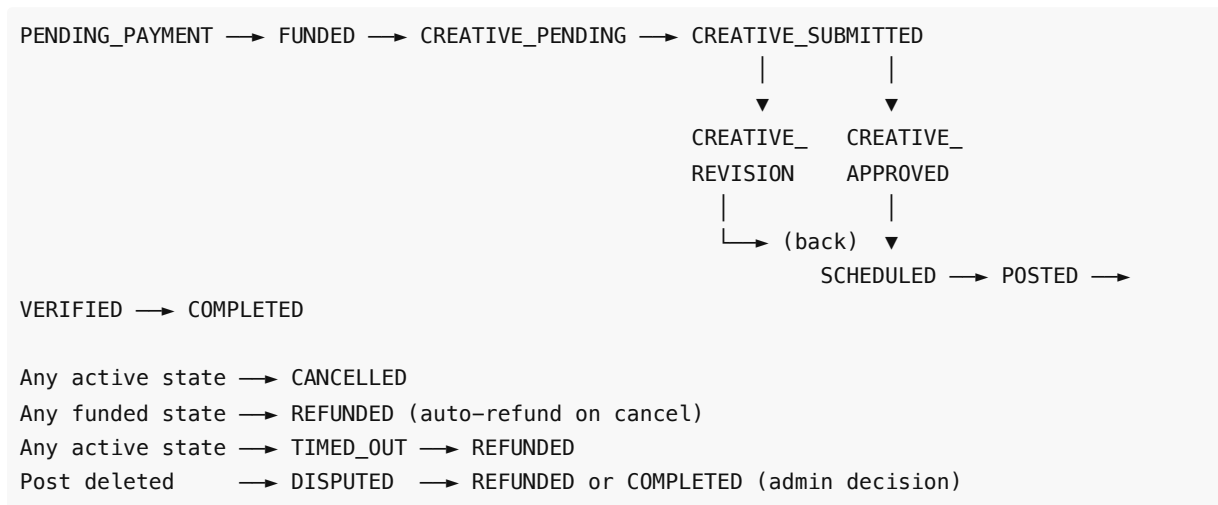 PENDING_PAYMENT ──► FUNDED ──► CREATIVE_PENDING ──► CREATIVE_SUBMITTED
│         │
▼         ▼
CREATIVE_   CREATIVE_
REVISION    APPROVED
│            │
└──► (back)  ▼
SCHEDULED ──► POSTED ──►
VERIFIED ──► COMPLETED
Any active state ──► CANCELLED
Any funded state ──► REFUNDED (auto-refund on cancel)
Any active state ──► TIMED_OUT ──► REFUNDED
Post deleted     ──► DISPUTED  ──► REFUNDED or COMPLETED (admin decision)